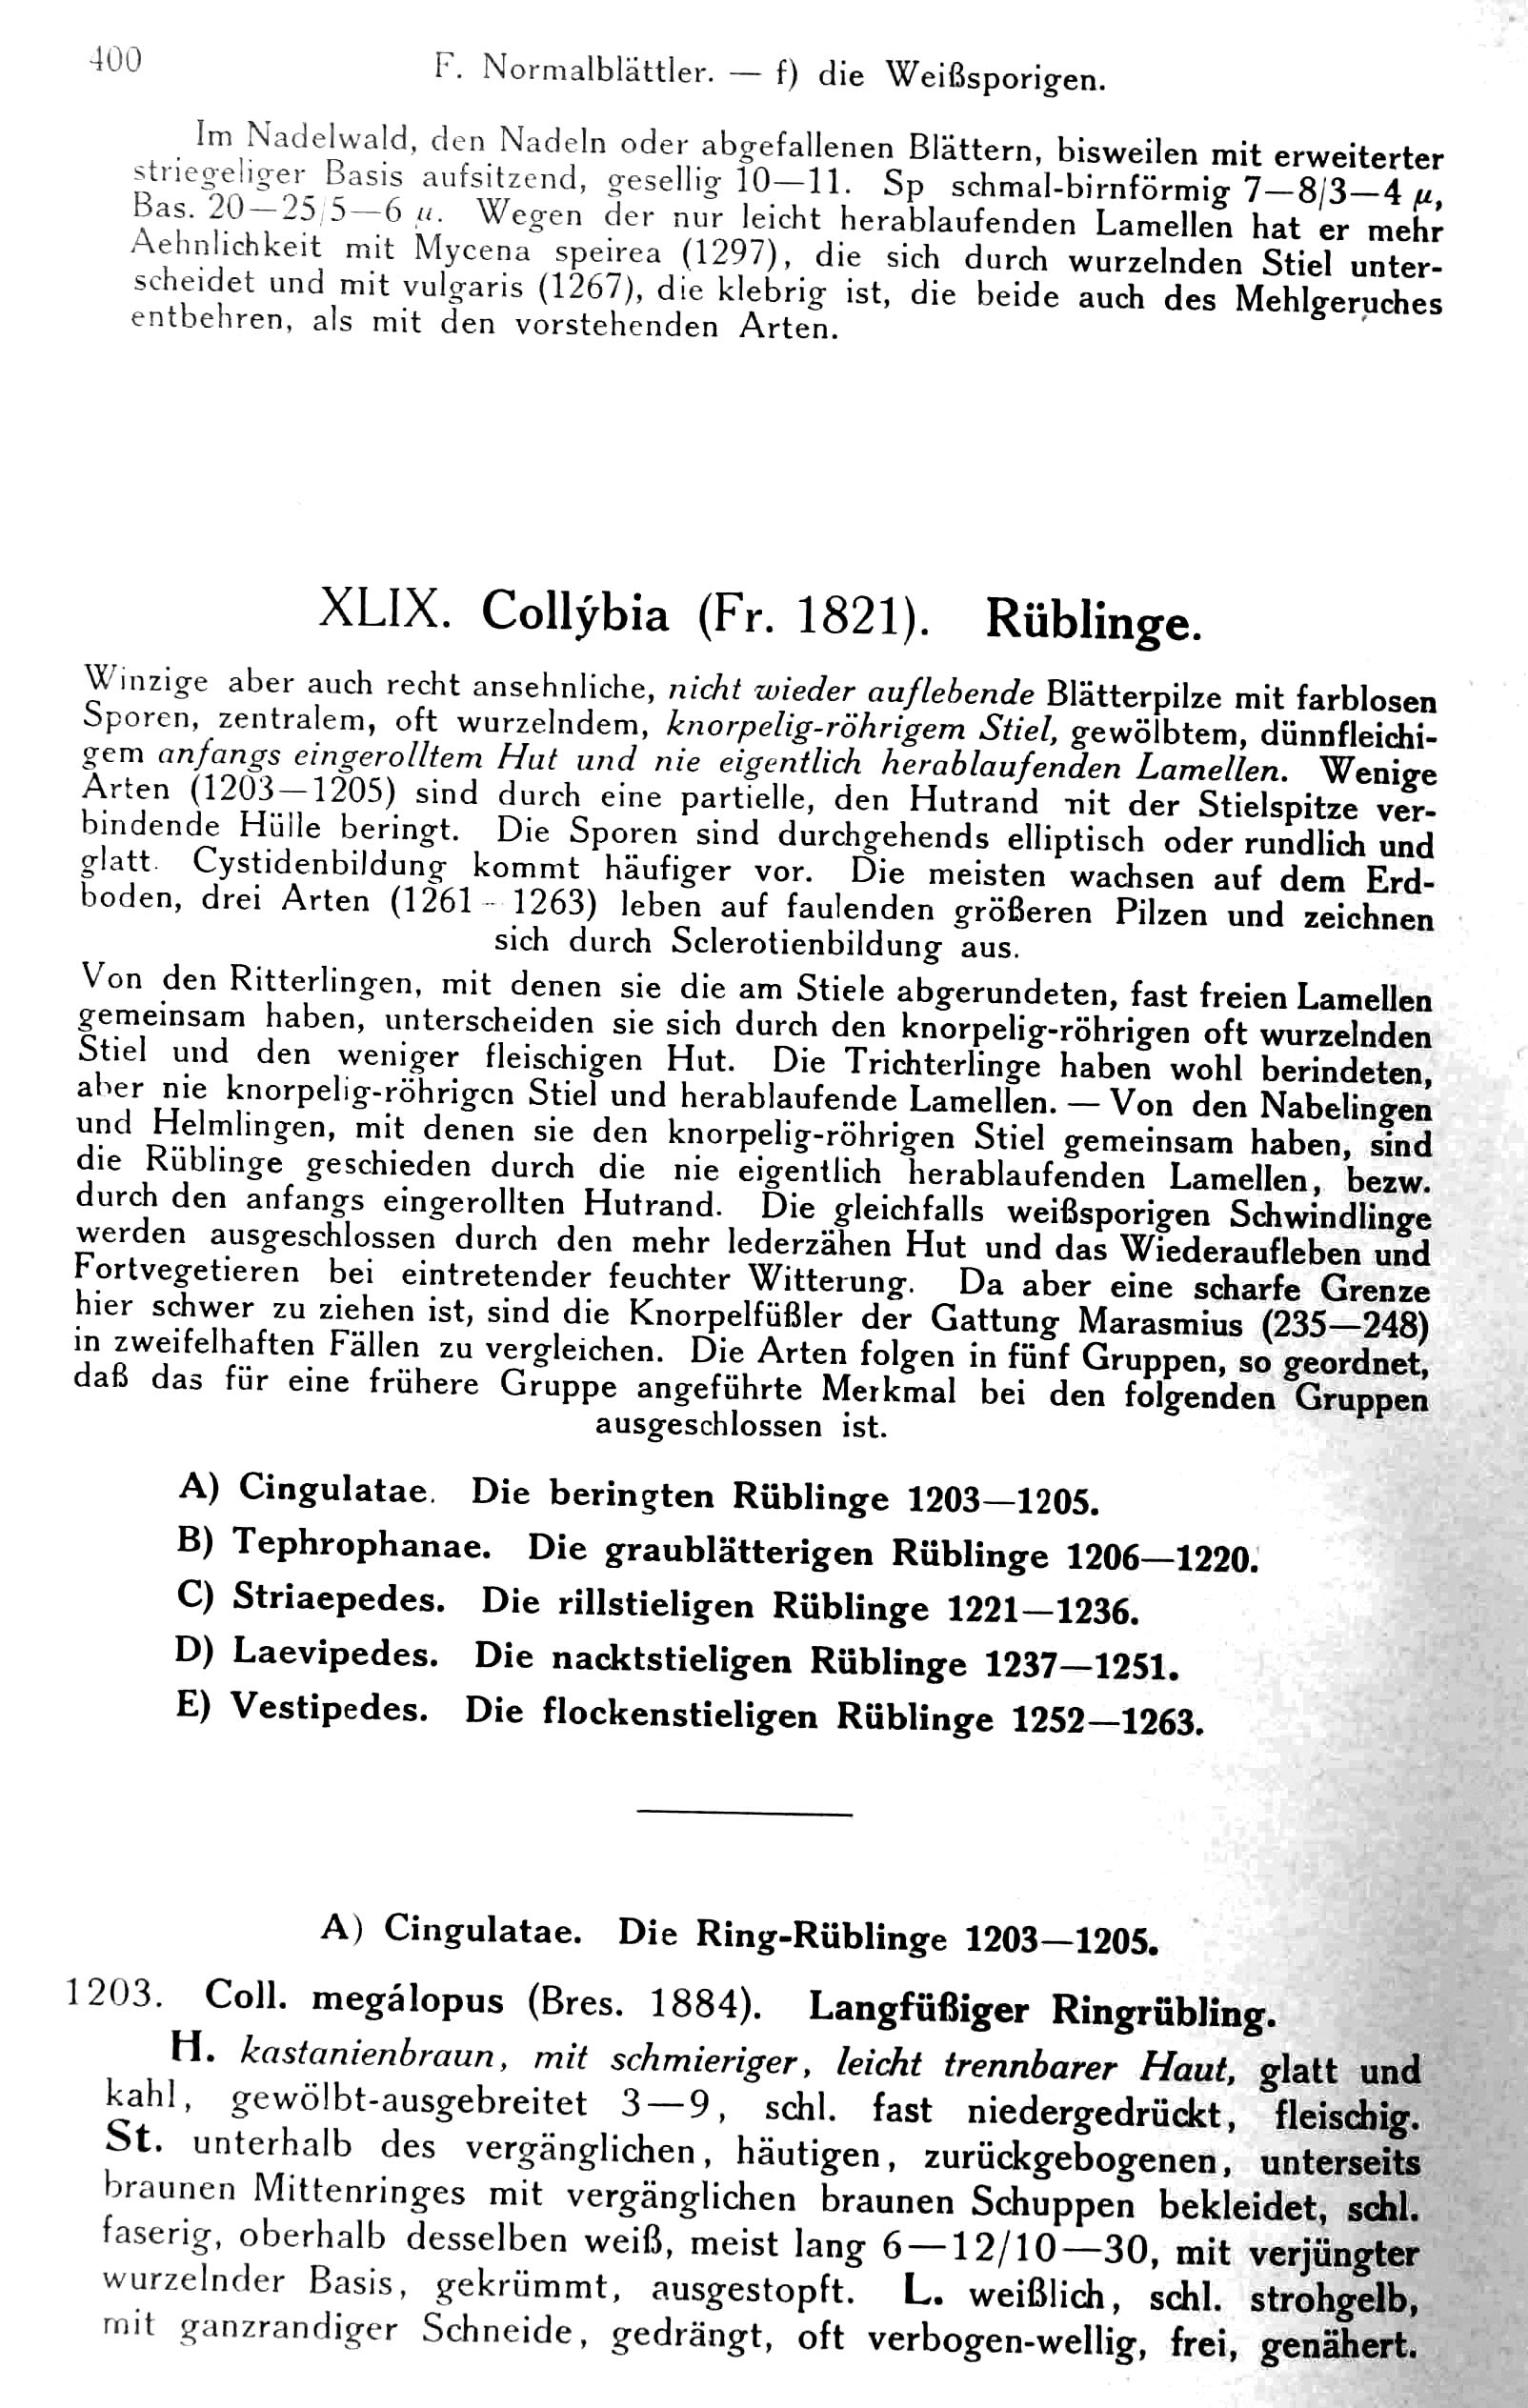 400
F. Normalblättler. — f) die Weißsporigen.
Im Nadelwald, den Nadeln oder abgefallenen Blättern, bisweilen mit erweiterter
striegeliger Basis aufsitzend, gesellig 10—11. Sp schmal-birnförmig 7—8/3—4 µ,
Bas. 20—25/5—6 µ. Wegen der nur leicht herablaufenden Lamellen hat er mehr
Aehnlichkeit mit Mycena speirea (1297), die sich durch wurzelnden Stiel unter-
scheidet und mit vulgaris (1267), die klebrig ist, die beide auch des Mehlgeruches
entbehren, als mit den vorstehenden Arten.
XLIX. Collýbia (Fr. 1821). Rüblinge.
Winzige aber auch recht ansehnliche, nicht wieder auflebende Blätterpilze mit farblosen
Sporen, zentralem, oft wurzelndem, knorpelig-röhrigem Stiel, gewölbtem, dünnfleichi-
gem anfangs eingerolltem Hut und nie eigentlich herablaufenden Lamellen. Wenige
Arten (1203—1205) sind durch eine partielle, den Hutrand mit der Stielspitze ver-
bindende Hülle beringt. Die Sporen sind durchgehends elliptisch oder rundlich und
glatt. Cystidenbildung kommt häufiger vor. Die meisten wachsen auf dem Erd-
boden, drei Arten (1261-1263) leben auf faulenden größeren Pilzen und zeichnen
sich durch Sclerotienbildung aus.
Von den Ritterlingen, mit denen sie die am Stiele abgerundeten, fast freien Lamellen
gemeinsam haben, unterscheiden sie sich durch den knorpelig-röhrigen oft wurzelnden
Stiel und den weniger fleischigen Hut. Die Trichterlinge haben wohl berindeten,
aber nie knorpelig-röhrigen Stiel und herablaufende Lamellen. — Von den Nabelingen
und Helmlingen, mit denen sie den knorpelig-röhrigen Stiel gemeinsam haben, sind
die Rüblinge geschieden durch die nie eigentlich herablaufenden Lamellen, bezw.
durch den anfangs eingerollten Hutrand. Die gleichfalls weißsporigen Schwindlinge
werden ausgeschlossen durch den mehr lederzähen Hut und das Wiederaufleben und
Fortvegetieren bei eintretender feuchter Witterung. Da aber eine scharfe Grenze
hier schwer zu ziehen ist, sind die Knorpelfüßler der Gattung Marasmius (235—248)
in zweifelhaften Fällen zu vergleichen. Die Arten folgen in fünf Gruppen, so geordnet,
daß das für eine frühere Gruppe angeführte Merkmal bei den folgenden Gruppen
ausgeschlossen ist.
A) Cingulatae. Die beringten Rüblinge 1203—1205.
B) Tephrophanae. Die graublätterigen Rüblinge 1206—1220.
C) Striaepedes. Die rillstieligen Rüblinge 1221—1236.
D) Laevipedes. Die nacktstieligen Rüblinge 1237—1251.
E) Vestipedes. Die flockenstieligen Rüblinge 1252—1263.
A) Cingulatae. Die Ring-Rüblinge 1203—1205.
1203. Coll. megálopus (Bres. 1884). Langfüßiger Ringrübling.
H. kastanienbraun, mit schmieriger, leicht trennbarer Haut, glatt und
kahl, gewölbt-ausgebreitet 3—9, schl. fast niedergedrückt, fleischig.
St. unterhalb des vergänglichen, häutigen, zurückgebogenen, unterseits
braunen Mittenringes mit vergänglichen braunen Schuppen bekleidet, schl.
faserig, oberhalb desselben weiß, meist lang 6—12/10—30, mit verjüngter
wurzelnder Basis, gekrümmt, ausgestopft. L. weißlich, schl. strohgelb,
mit ganzrandiger Schneide, gedrängt, oft verbogen-wellig, frei, genähert.